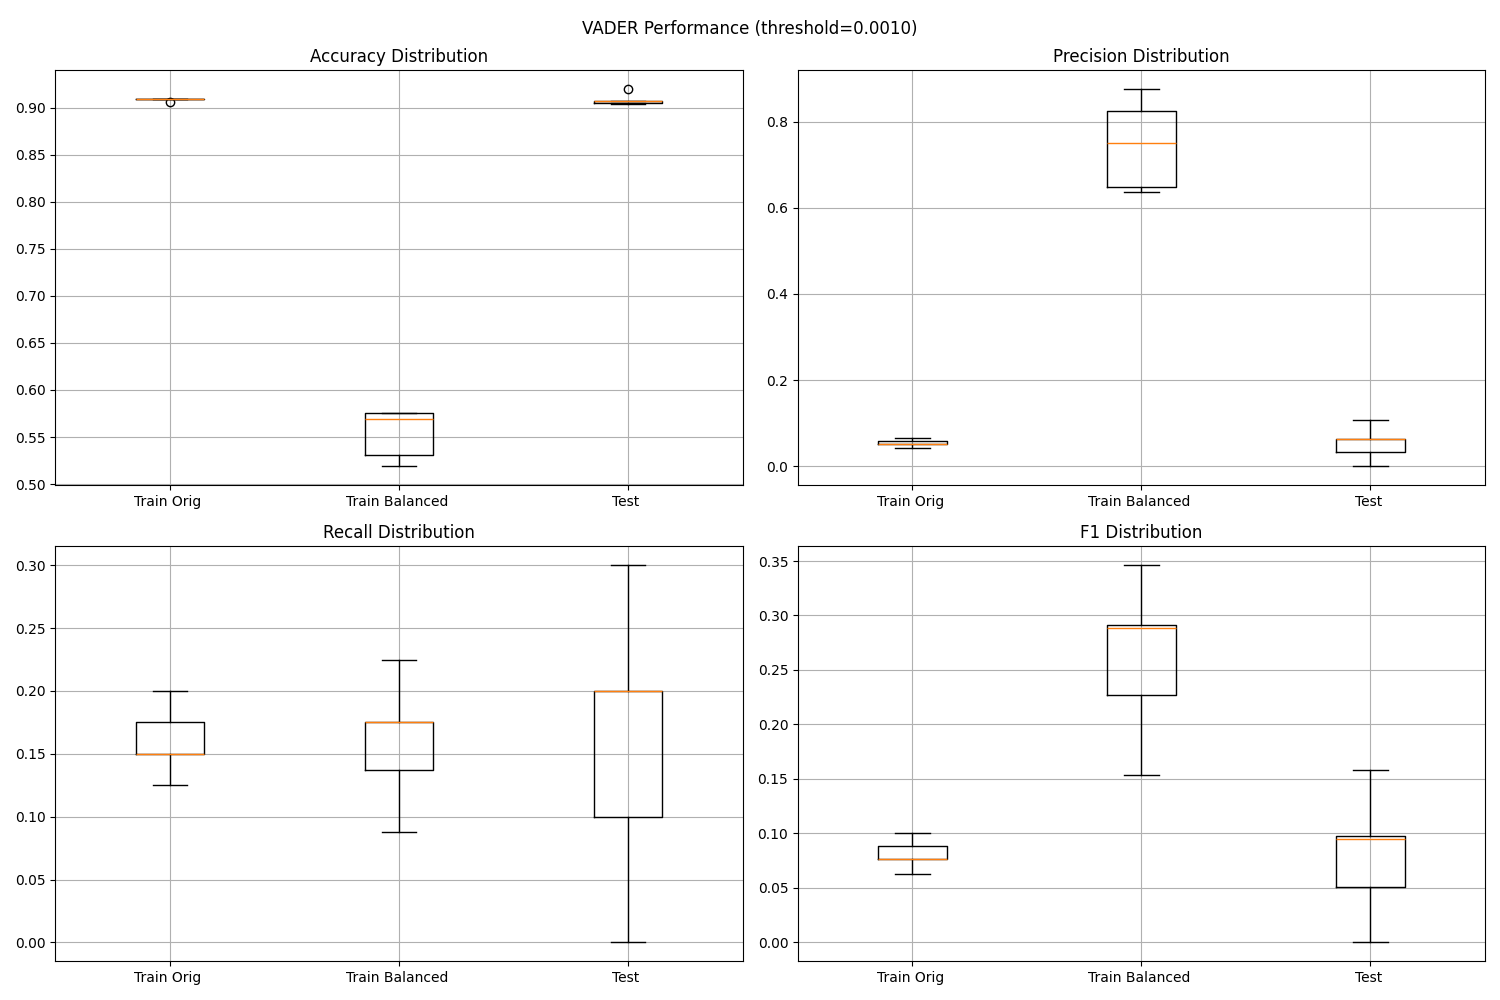 VADER Performance (threshold=0.0010)
Accuracy Distribution
0.90
0.85
0.80
0.75
0.70
0.65
0.60
0.55
0.50
Train Orig
Train Balanced
Test
Precision Distribution
0.8
0.6
0.4
0.2
0.0
Train Orig
Train Balanced
Test
Recall Distribution
0.30
0.25
0.20
0.15
0.10
0.05
0.00
Train Orig
Train Balanced
Test
F1 Distribution
0.35
0.30
0.25
0.20
0.15
0.10
0.05
0.00
Train Orig
Train Balanced
Test